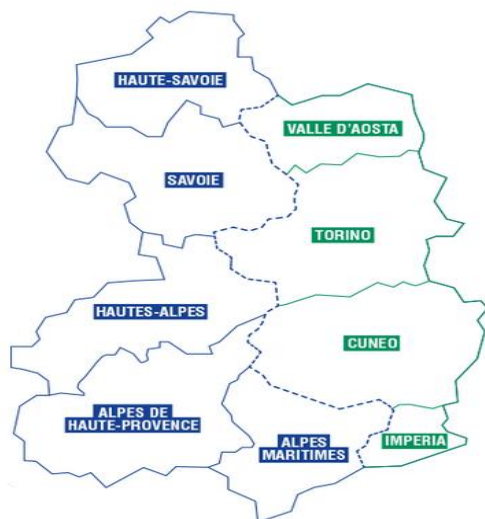 HAUTE-SAVOIE
VALLE D'AOSTA
SAVOIE
TORINO
HAUTES-ALPES
CUNEO
ALPES DE
HAUTE-PROVENCE
ALPES
MARITIMES
IMPERIA